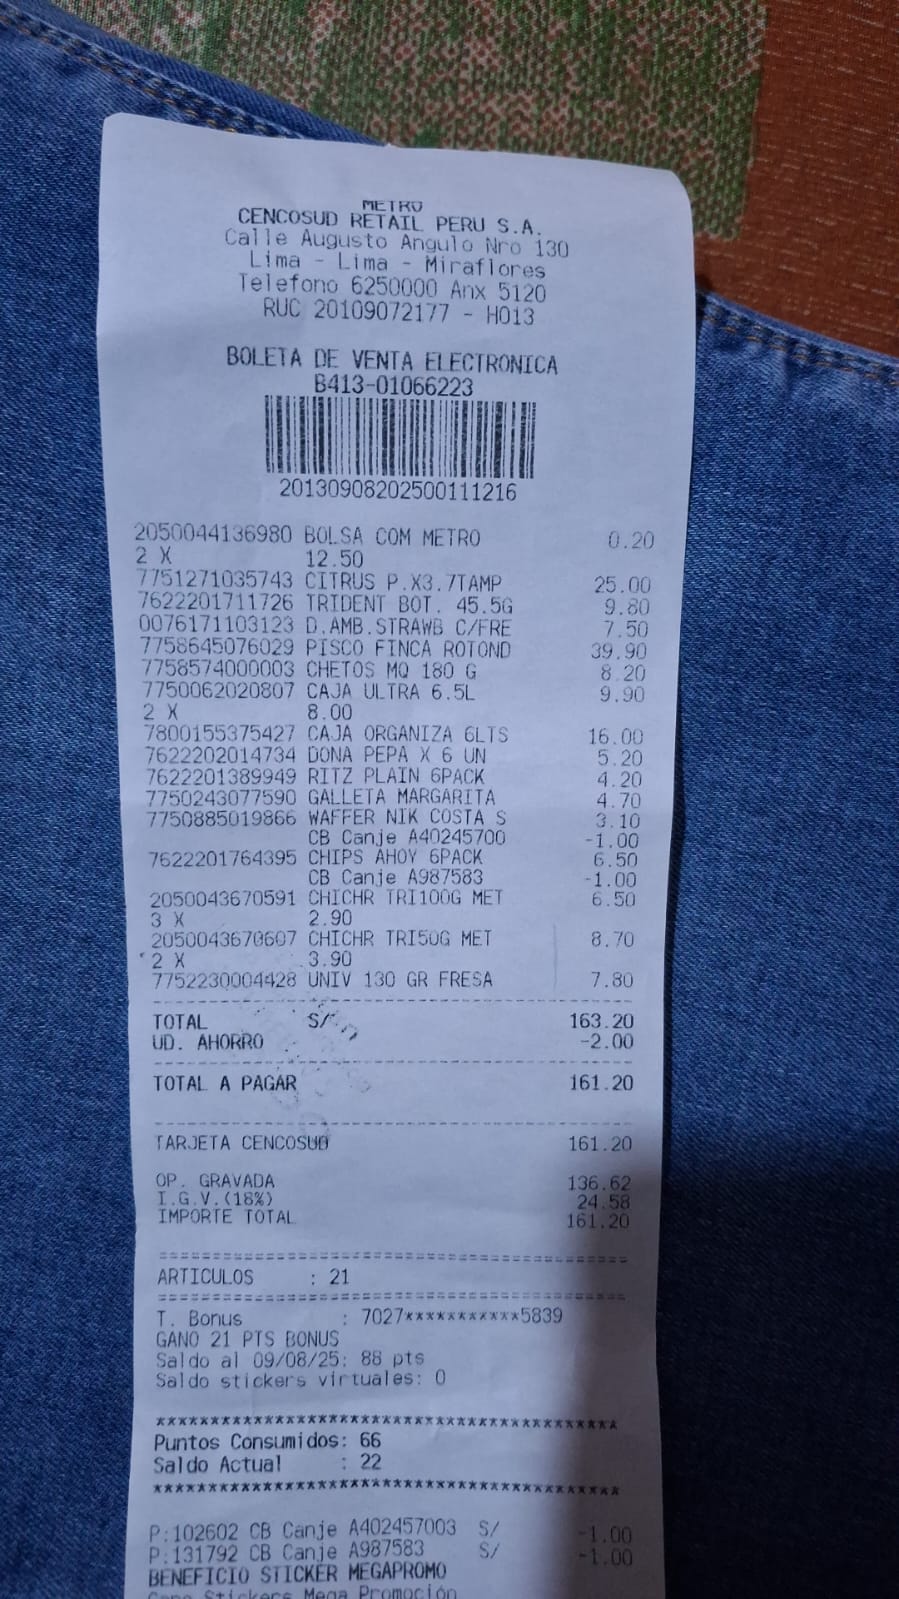 METRO
CENCOSUD RETAIL PERU S.A.
Calle Augusto Angulo Nro 130
Lima - Lima - Miraflores
Telefono 6250000 Anx 5120
RUC 20109072177 - H013
BOLETA DE VENTA ELECTRONICA
B413-01066223
20130908202500111216
2050044136980 BOLSA COM METRO 0.20
2 X 12.50
7751271035743 CITRUS P.X3.7TAMP 25.00
7622201711726 TRIDENT BOT. 45.5G 9.80
0076171103123 D.AMB.STRAWB C/FRE 7.50
7758645076029 PISCO FINCA ROTOND 39.90
7758574000003 CHETOS MQ 180 G 8.20
7750062020807 CAJA ULTRA 6.5L 9.90
2 X 8.00
7800155375427 CAJA ORGANIZA 6LTS 16.00
7622202014734 DONA PEPA X 6 UN 5.20
7622201389949 RITZ PLAIN 6PACK 4.20
7750243077590 GALLETA MARGARITA 4.70
7750885019866 WAFFER NIK COSTA S 3.10
CB Canje A40245700 -1.00
7622201764395 CHIPS AHOY 6PACK 6.50
CB Canje A987583 -1.00
2050043670591 CHICHR TRI100G MET 6.50
3 X 2.90
2050043670607 CHICHR TRI50G MET 8.70
2 X 3.90
7752230004428 UNIV 130 GR FRESA 7.80
TOTAL S/ 163.20
UD. AHORRO -2.00
TOTAL A PAGAR 161.20
TARJETA CENCOSUD 161.20
OP. GRAVADA 136.62
I.G.V.(18%) 24.58
IMPORTE TOTAL 161.20
ARTICULOS : 21
T. Bonus : 7027***********5839
GANO 21 PTS BONUS
Saldo al 09/08/25: 88 pts
Saldo stickers virtuales: 0
Puntos Consumidos: 66
Saldo Actual : 22
P:102602 CB Canje A402457003 S/ -1.00
P:131792 CB Canje A987583 S/ -1.00
BENEFICIO STICKER MEGAPROMO
Stickers Mega Promoción